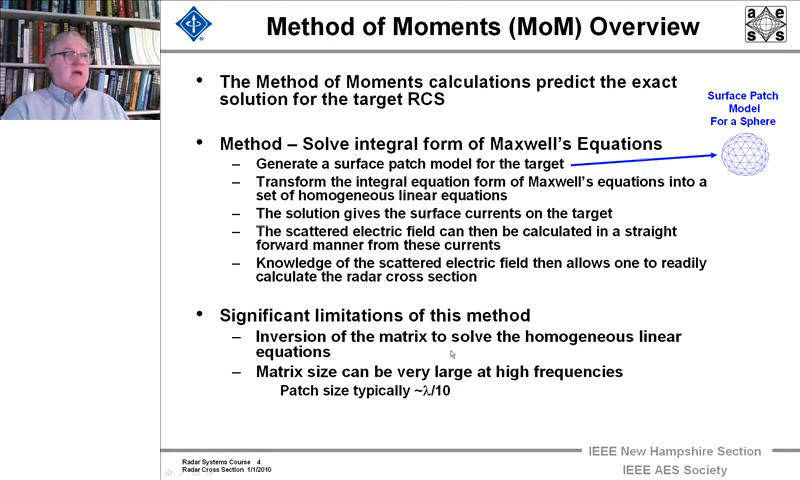 Method of Moments (MoM) Overview
a e
s s
• The Method of Moments calculations predict the exact
solution for the target RCS
Surface Patch
Model
For a Sphere
• Method – Solve integral form of Maxwell's Equations
– Generate a surface patch model for the target
– Transform the integral equation form of Maxwell's equations into a
set of homogeneous linear equations
– The solution gives the surface currents on the target
– The scattered electric field can then be calculated in a straight
forward manner from these currents
– Knowledge of the scattered electric field then allows one to readily
calculate the radar cross section
• Significant limitations of this method
– Inversion of the matrix to solve the homogeneous linear
equations
– Matrix size can be very large at high frequencies
Patch size typically ~λ/10
Radar Systems Course 4
Radar Cross Section 1/1/2010
IEEE New Hampshire Section
IEEE AES Society